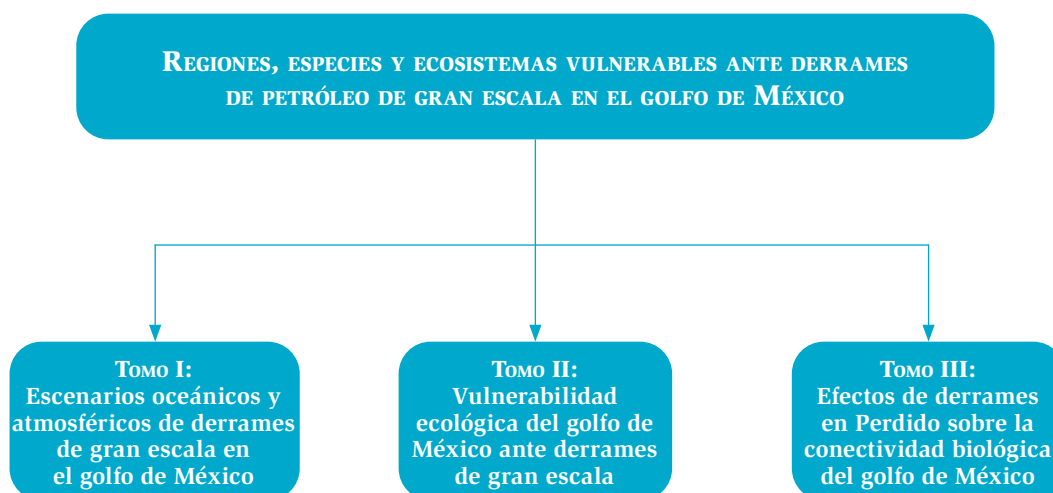 Regiones, especies y ecosistemas vulnerables ante derrames
de petróleo de gran escala en el golfo de México
Tomo I:
Escenarios oceánicos y
atmosféricos de derrames
de gran escala en
el golfo de México
Tomo II:
Vulnerabilidad
ecológica del golfo de
México ante derrames
de gran escala
Tomo III:
Efectos de derrames
en Perdido sobre la
conectividad biológica
del golfo de México